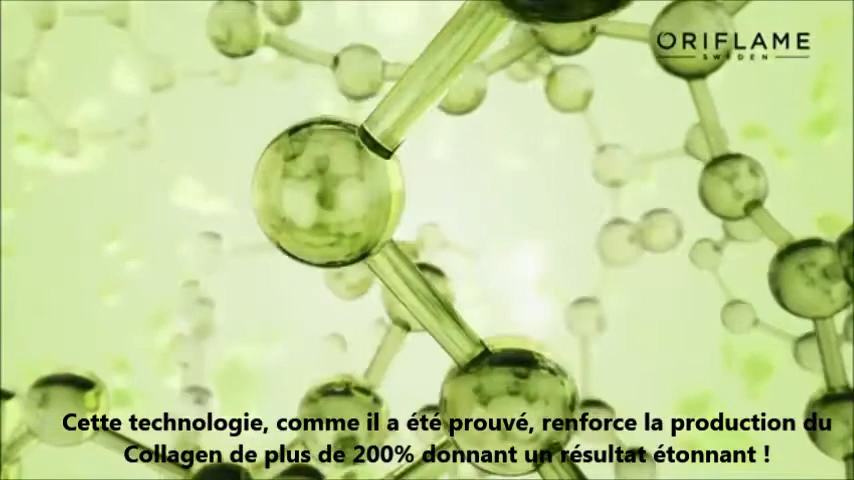 ORIFLAME
SWEDEN
Cette technologie, comme il a été prouvé, renforce la production du
Collagen de plus de 200% donnant un résultat étonnant !